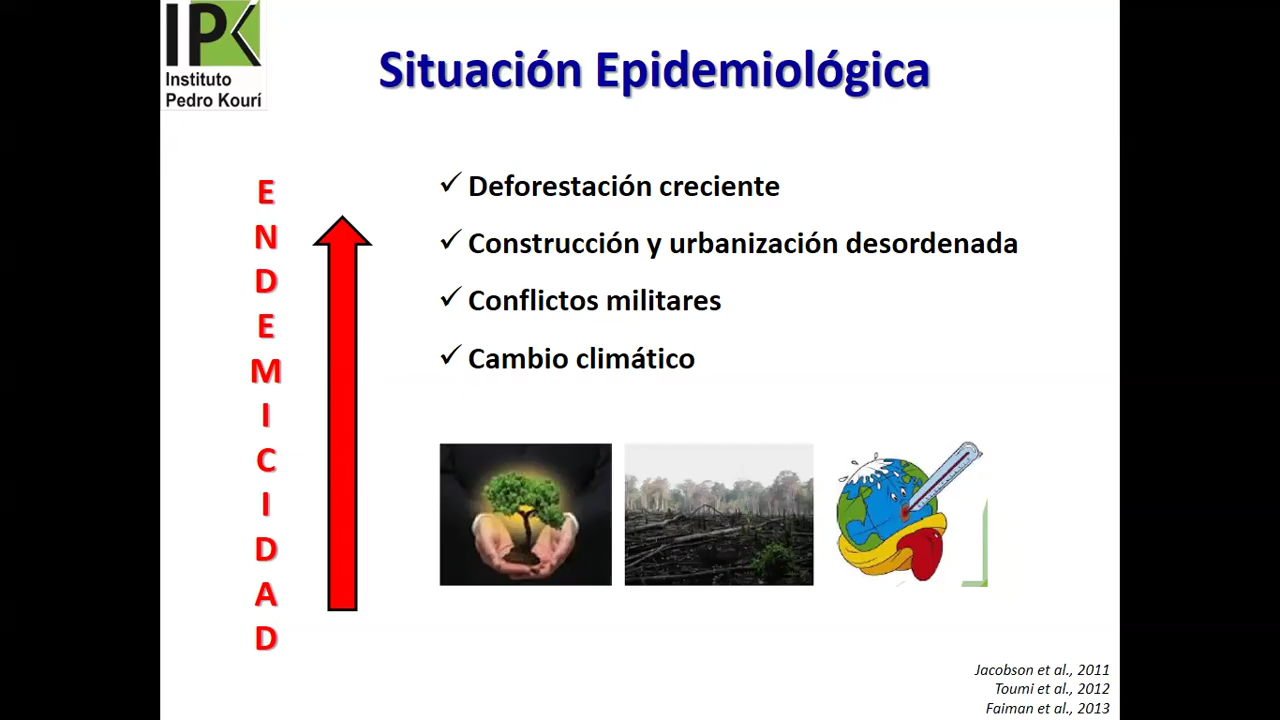 IPK
Instituto
Pedro Kourí
Situación Epidemiológica
E
N
D
E
M
I
C
I
D
A
D
✓ Deforestación creciente
✓ Construcción y urbanización desordenada
✓ Conflictos militares
✓ Cambio climático
Jacobson et al., 2011
Toumi et al., 2012
Faiman et al., 2013